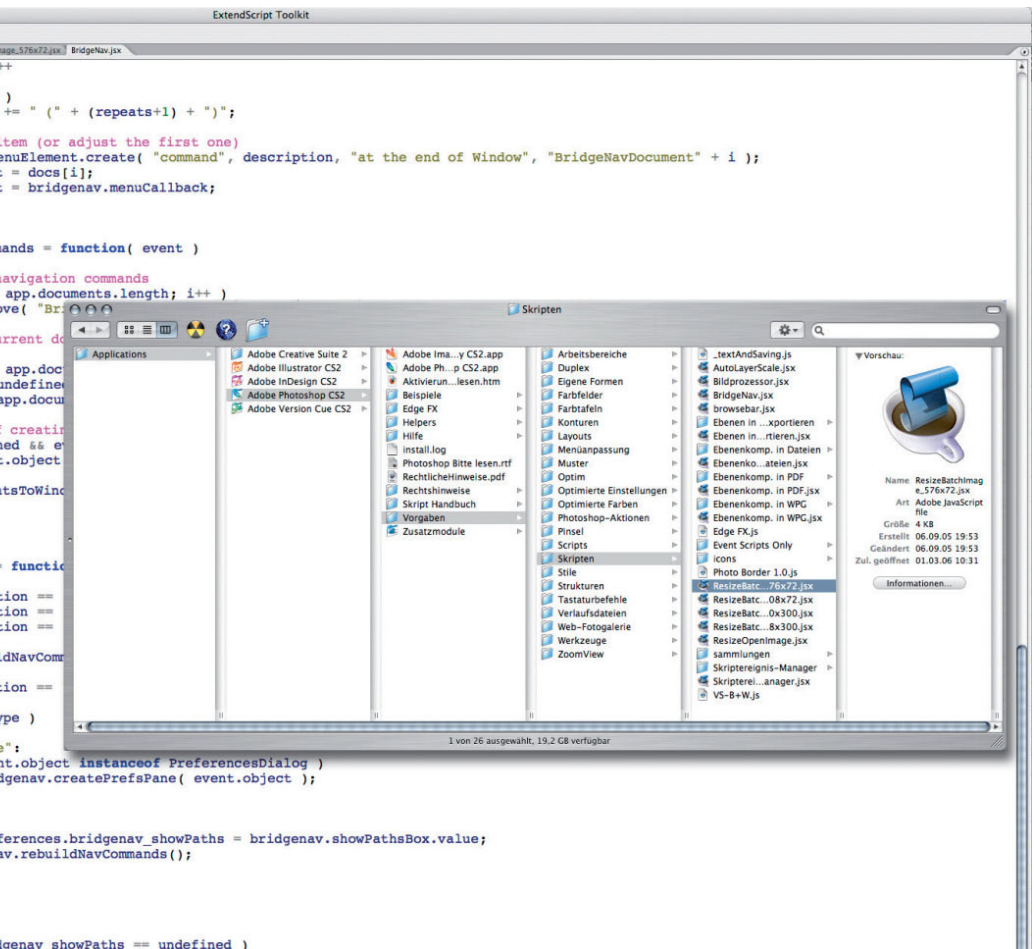 ExtendScript Toolkit
nage_576x72.jsx BridgeNav.jsx
++
)
+= " (" + (repeats+1) + ")";
item (or adjust the first one)
enuElement.create( "command", description, "at the end of Window", "BridgeNavDocument" + i );
t = docs[i];
t = bridgenav.menuCallback;
mands = function( event )
navigation commands
app.documents.length; i++ )
ove( "Br
urrent do
app.doc
undefined
app.docu
f creatin
ned && ev
t.object
ntsToWind
= functio
tion ==
tion ==
tion ==
ldNavComm
tion ==
ype )
e":
nt.object instanceof PreferencesDialog )
dgenav.createPrefsPane( event.object );
ferences.bridgenav_showPaths = bridgenav.showPathsBox.value;
av.rebuildNavCommands();
dgenav_showPaths == undefined )
Skripten
Applications
Adobe Creative Suite 2
Adobe Illustrator CS2
Adobe InDesign CS2
Adobe Photoshop CS2
Adobe Version Cue CS2
Adobe Ima...y CS2.app
Adobe Ph...p CS2.app
Aktivierun...lesen.htm
Beispiele
Edge FX
Helpers
Hilfe
install.log
Photoshop Bitte lesen.rtf
RechtlicheHinweise.pdf
Rechtshinweise
Skript Handbuch
Vorgaben
Zusatzmodule
Arbeitsbereiche
Duplex
Eigene Formen
Farbfelder
Farbtafeln
Konturen
Layouts
Menüanpassung
Muster
Optim
Optimierte Einstellungen
Optimierte Farben
Photoshop-Aktionen
Pinsel
Scripts
Skripten
Stile
Strukturen
Tastaturbefehle
Verlaufsdateien
Web-Fotogalerie
Werkzeuge
ZoomView
_textAndSaving.js
AutoLayerScale.jsx
Bildprozessor.jsx
BridgeNav.jsx
browsebar.jsx
Ebenen in ...xportieren
Ebenen in...rtieren.jsx
Ebenenkomp. in Dateien
Ebenenko...ateien.jsx
Ebenenkomp. in PDF
Ebenenkomp. in PDF.jsx
Ebenenkomp. in WPG
Ebenenkomp. in WPG.jsx
Edge FX.js
Event Scripts Only
icons
Photo Border 1.0.js
ResizeBatc...76x72.jsx
ResizeBatc...08x72.jsx
ResizeBatc...0x300.jsx
ResizeBatc...8x300.jsx
ResizeOpenImage.jsx
sammlungen
Skriptereignis-Manager
Skripterei...anager.jsx
VS-B+W.js
Vorschau:
Name ResizeBatchImag
e_576x72.jsx
Art Adobe JavaScript
file
Größe 4 KB
Erstellt 06.09.05 19:53
Geändert 06.09.05 19:53
Zul. geöffnet 01.03.06 10:31
Informationen...
1 von 26 ausgewählt, 19,2 GB verfügbar